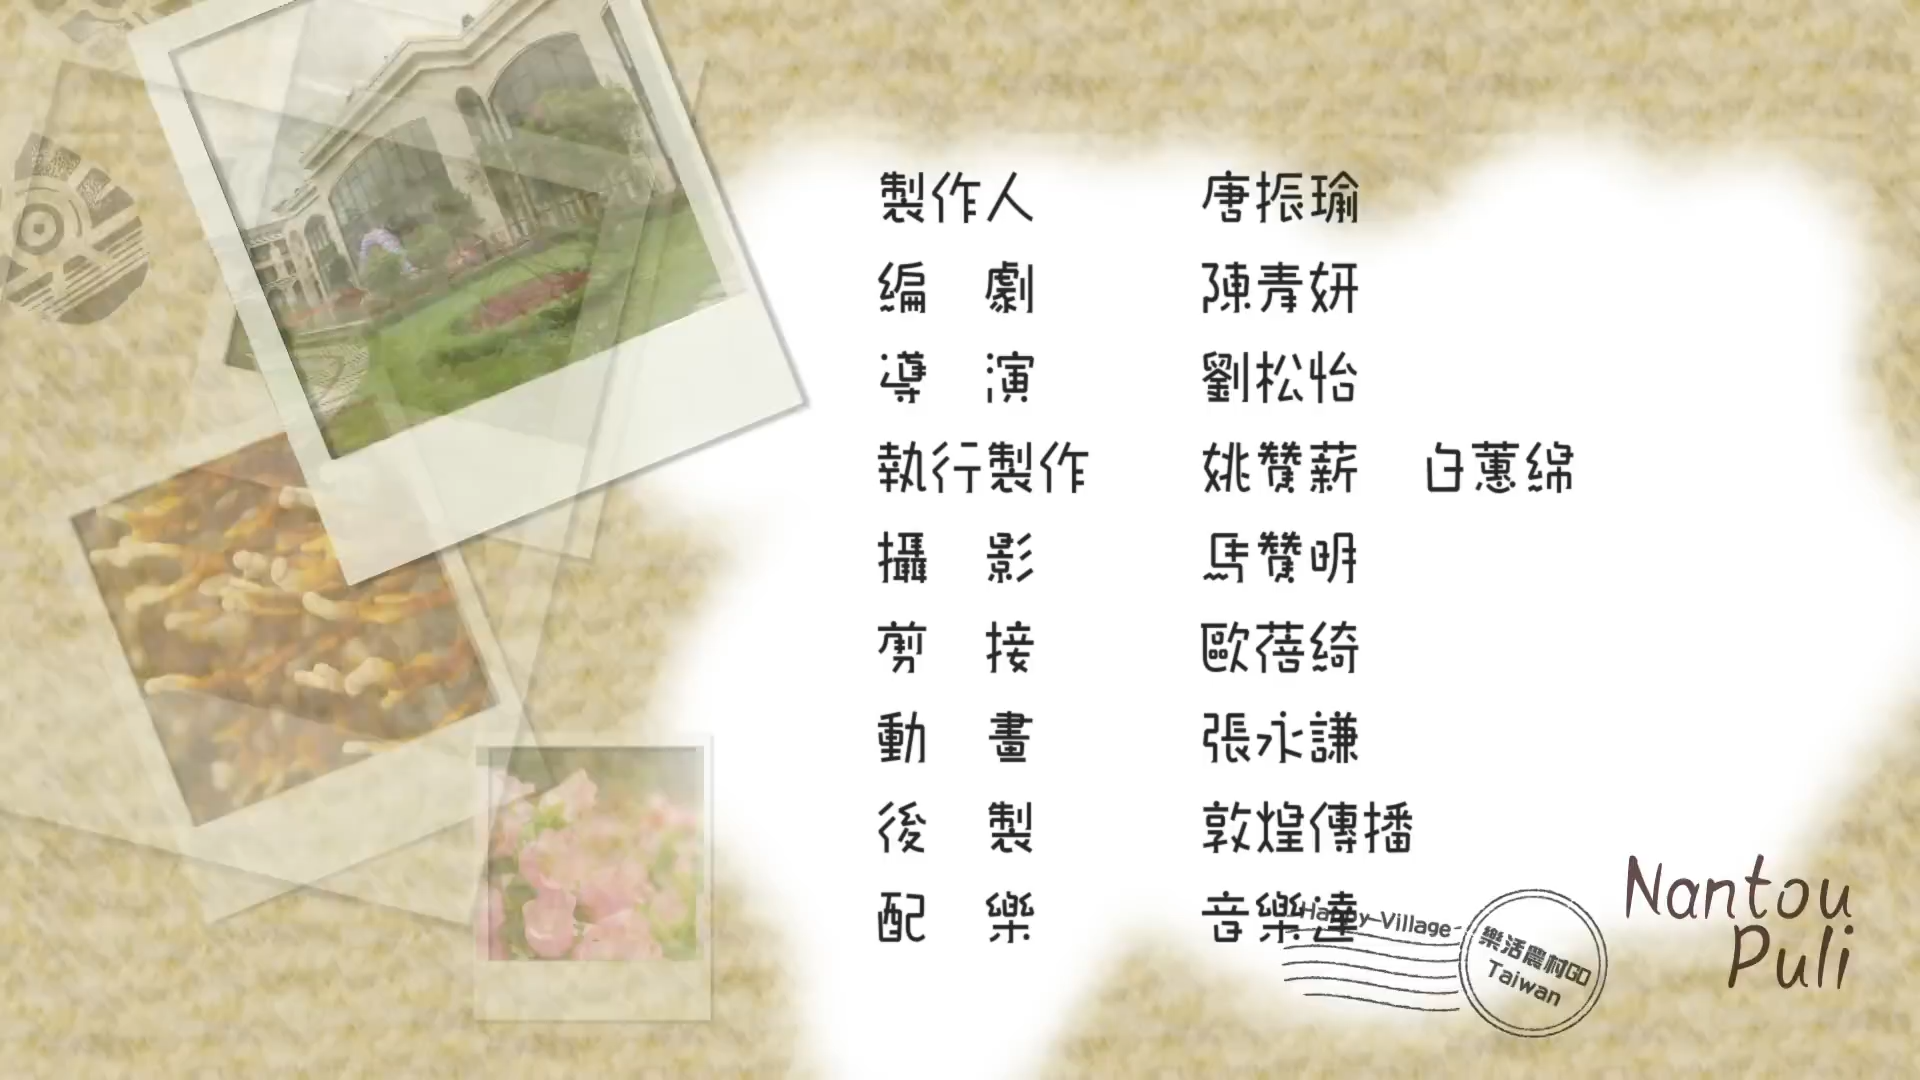 製作人 唐振瑜
編 劇 陳青妍
導 演 劉松怡
執行製作 姚贊薪 白蕙綿
攝 影 馬贊明
剪 接 歐蓓綺
動 畫 張永謙
後 製 敦煌傳播
配 樂 音樂達
Happy-Village
樂活農村GO
Taiwan
Nantou
Puli